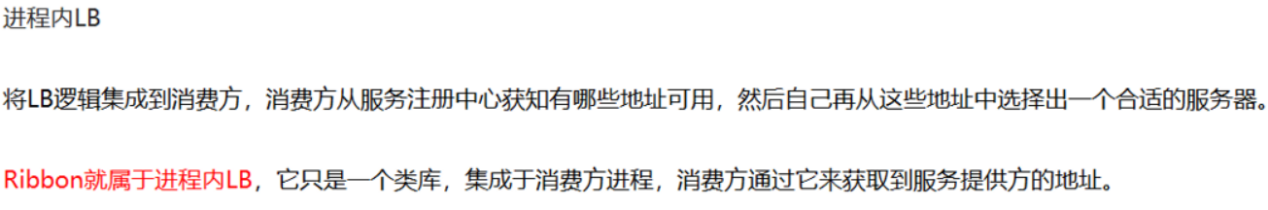 进程内LB
将LB逻辑集成到消费方，消费方从服务注册中心获知有哪些地址可用，然后自己再从这些地址中选择出一个合适的服务器。
Ribbon就属于进程内LB，它只是一个类库，集成于消费方进程，消费方通过它来获取到服务提供方的地址。